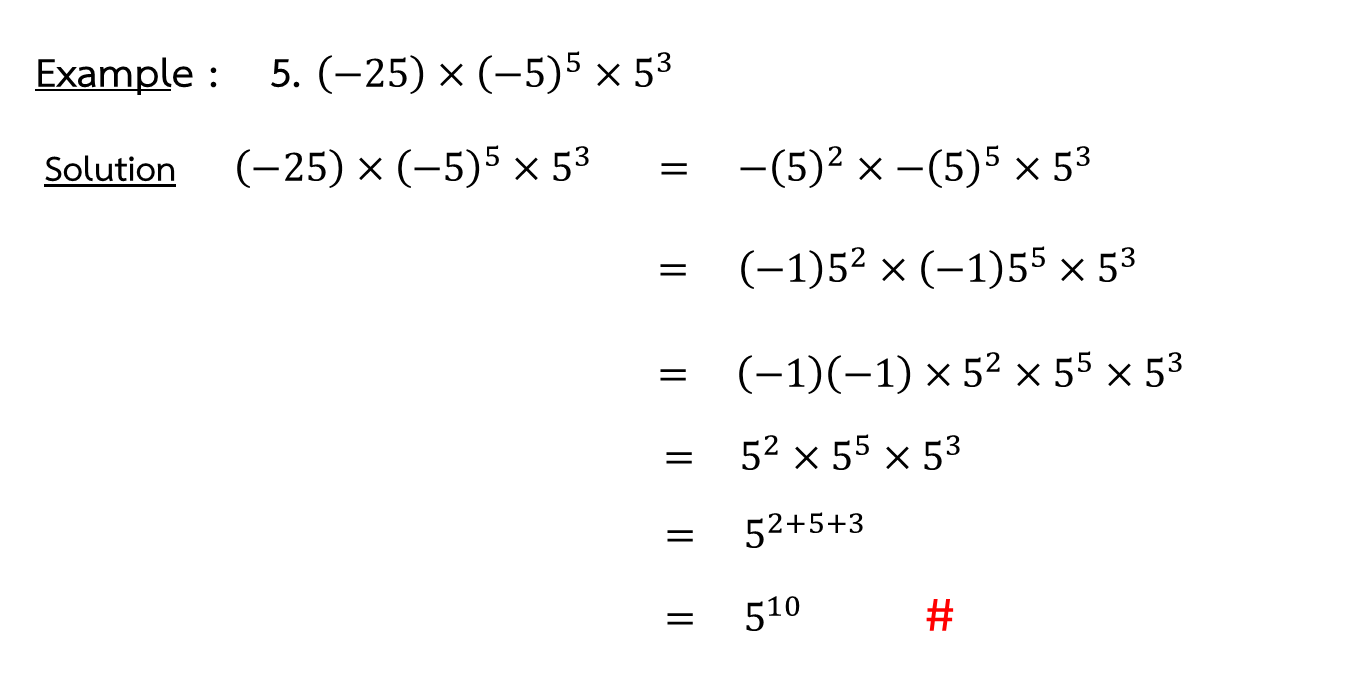 Example : 5. (−25) × (−5)⁵ × 5³
Solution (−25) × (−5)⁵ × 5³ = −(5)² × −(5)⁵ × 5³
= (−1)5² × (−1)5⁵ × 5³
= (−1)(−1) × 5² × 5⁵ × 5³
= 5² × 5⁵ × 5³
= 5²⁺⁵⁺³
= 5¹⁰ #